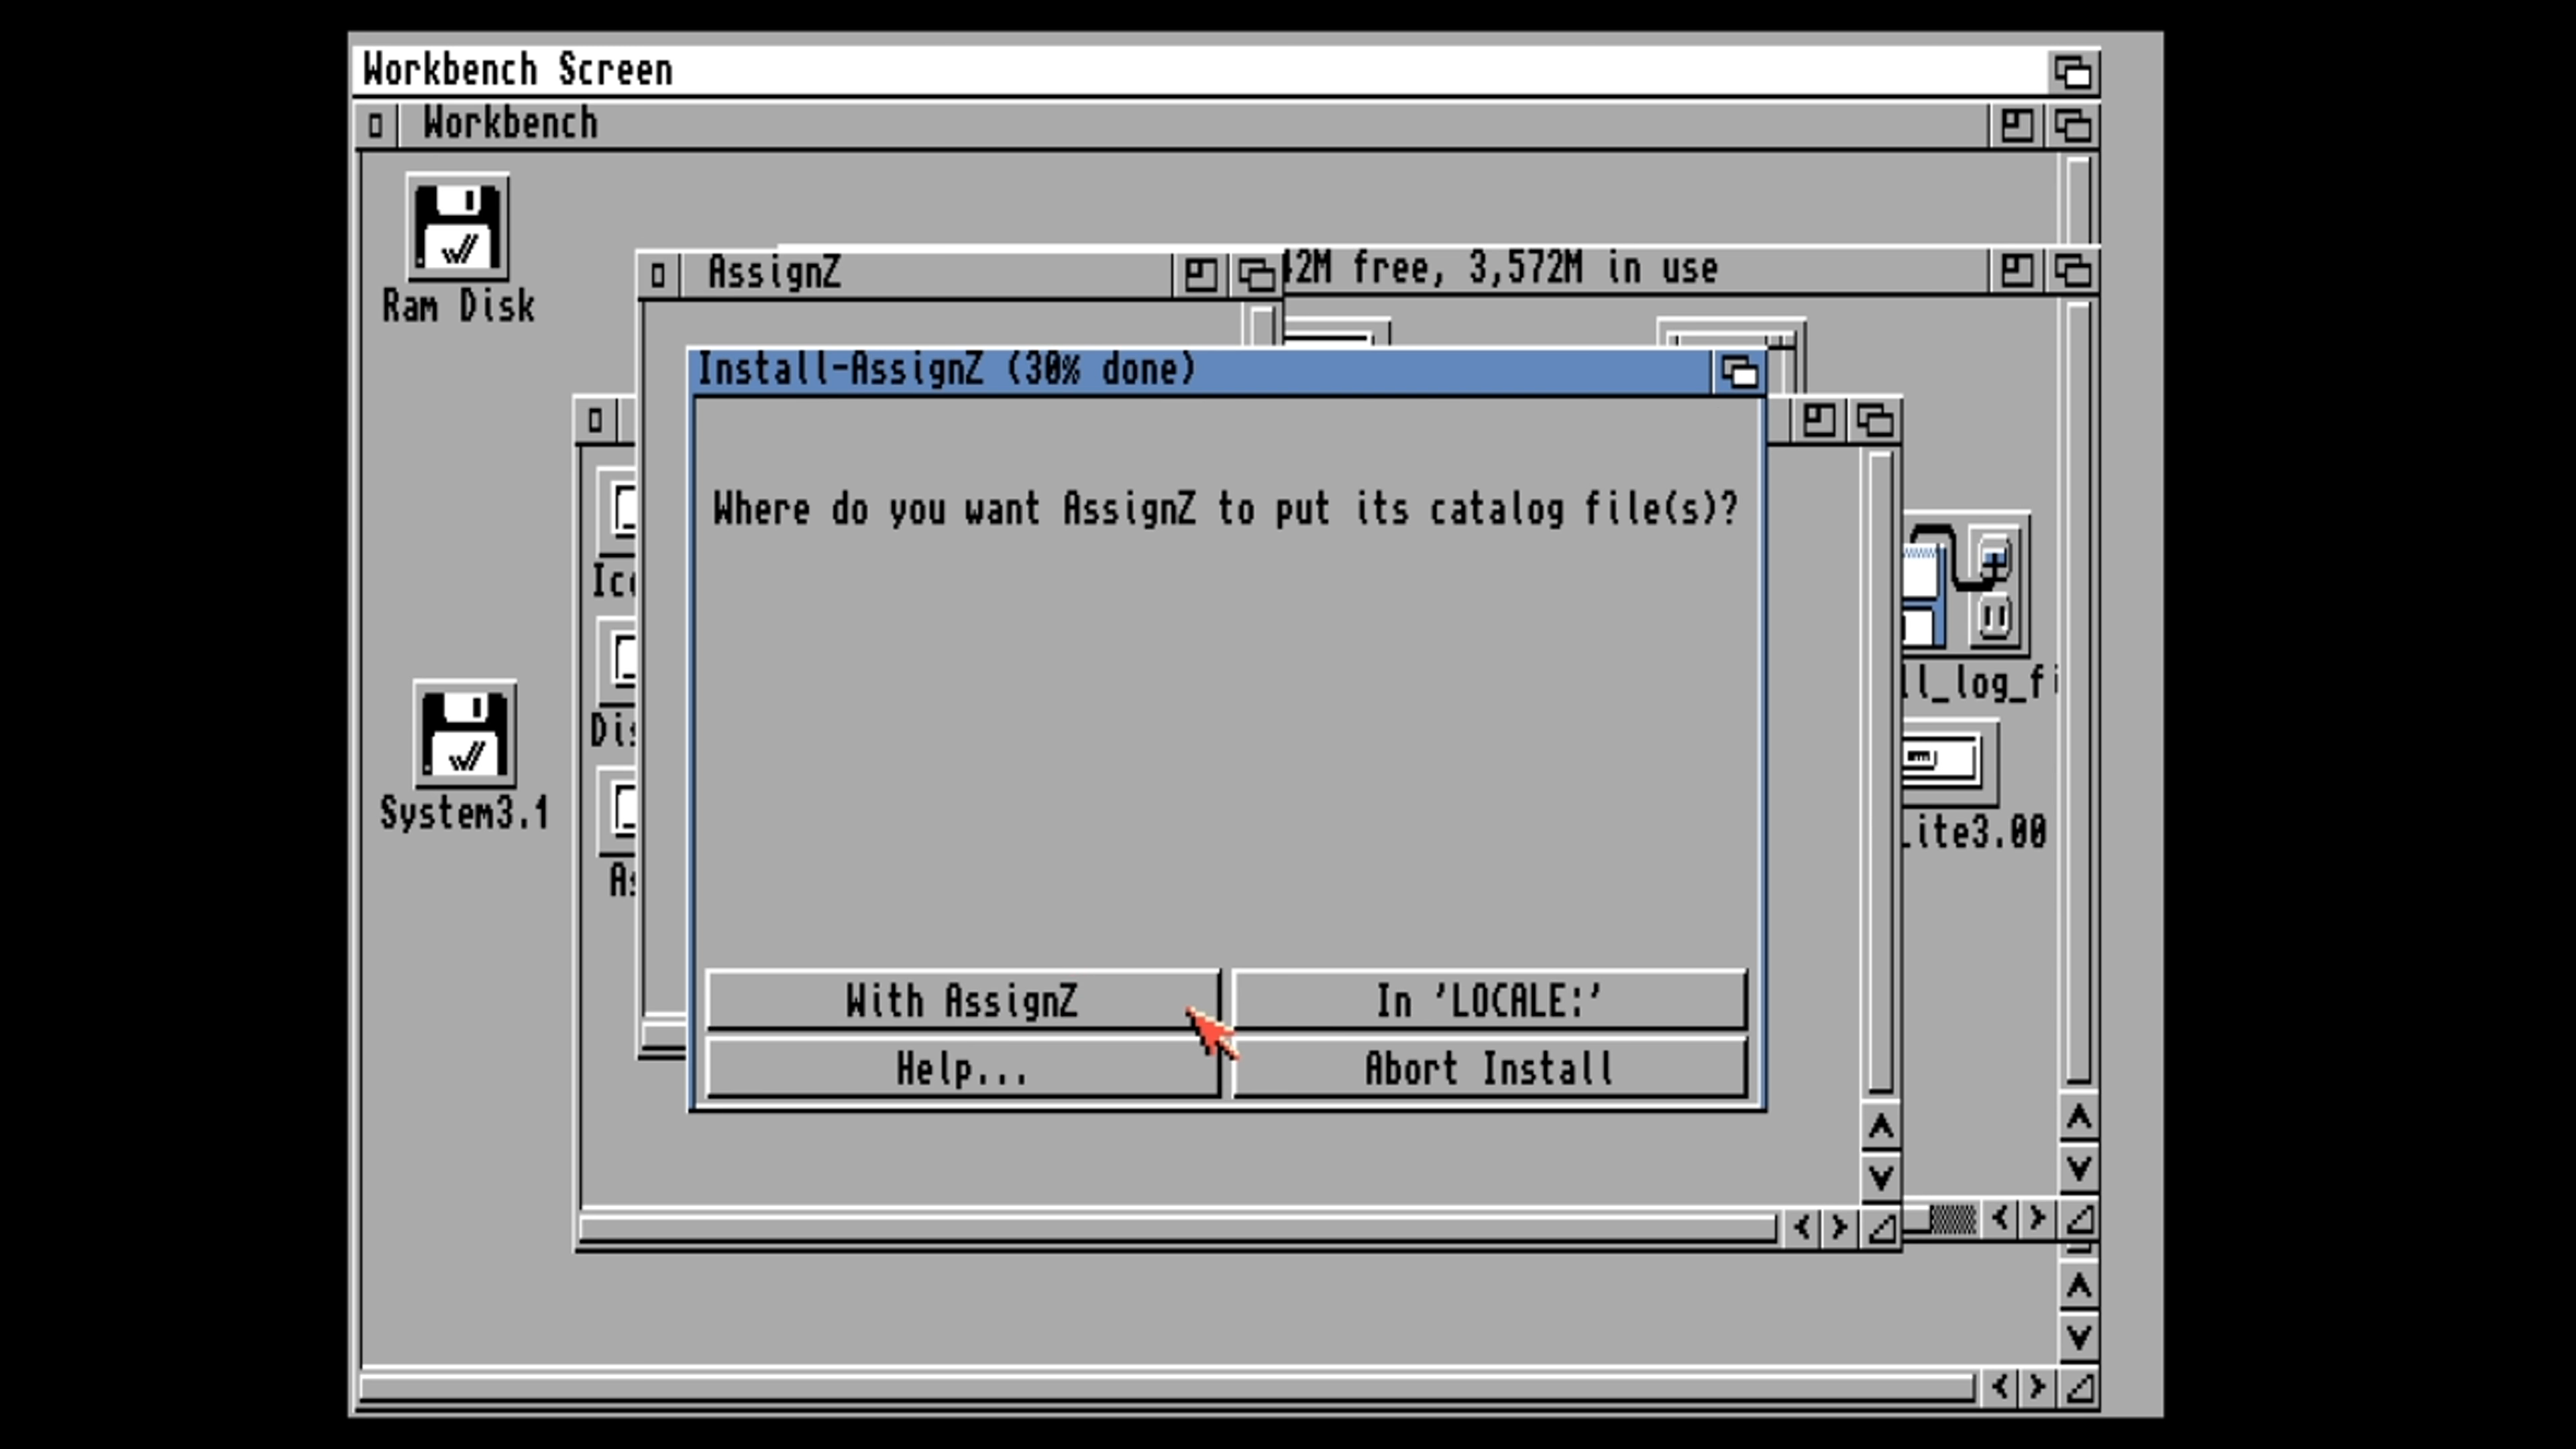 Workbench Screen
Workbench
Ram Disk
AssignZ
2M free, 3,572M in use
Install-AssignZ (30% done)
Where do you want AssignZ to put its catalog file(s)?
ll_log_f
System3.1
ite3.00
With AssignZ
In 'LOCALE:'
Help...
Abort Install